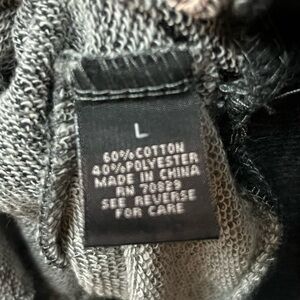 L
60% COTTON
40% POLYESTER
MADE IN CHINA
RN 70829
SEE REVERSE
FOR CARE